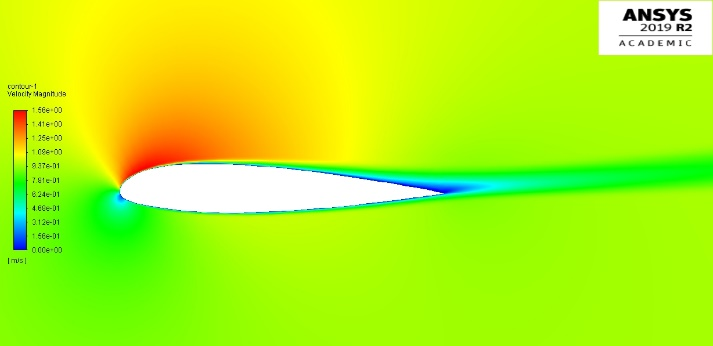 ANSYS
2019 R2
ACADEMIC
contour-1
Velocity Magnitude
1.56e+00
1.41e+00
1.25e+00
1.09e+00
9.37e-01
7.81e-01
6.24e-01
4.69e-01
3.12e-01
1.56e-01
0.00e+00
[ m/s ]